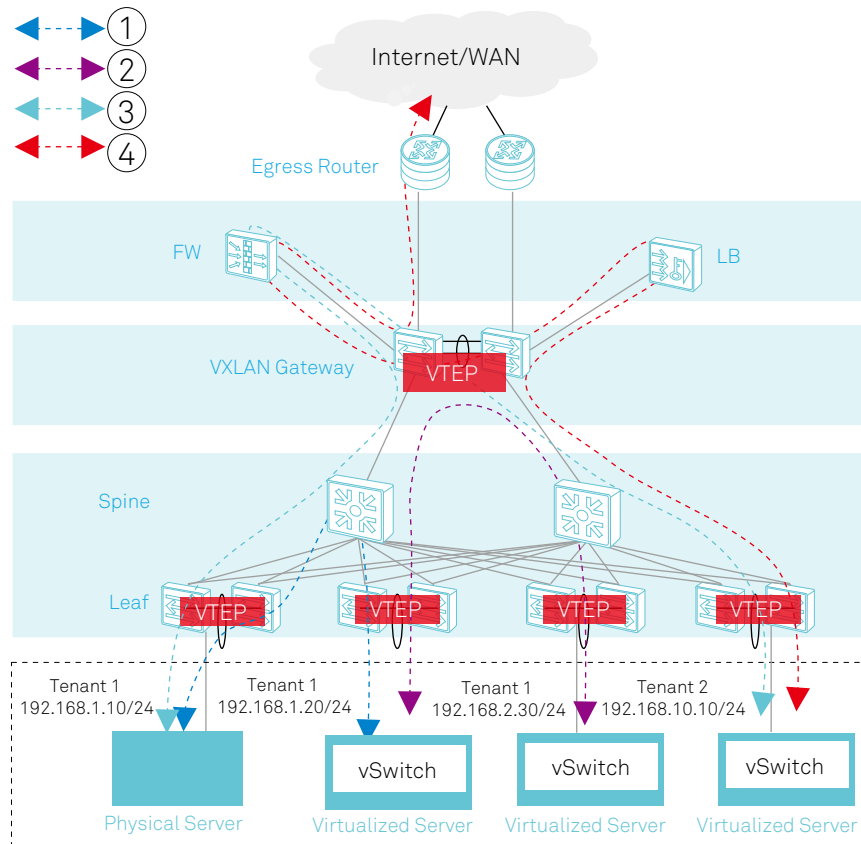 1
2
3
4
Internet/WAN
Egress Router
FW
LB
VXLAN Gateway
VTEP
Spine
Leaf
VTEP
VTEP
VTEP
VTEP
Tenant 1
192.168.1.10/24
Tenant 1
192.168.1.20/24
Tenant 1
192.168.2.30/24
Tenant 2
192.168.10.10/24
vSwitch
vSwitch
vSwitch
Physical Server
Virtualized Server
Virtualized Server
Virtualized Server